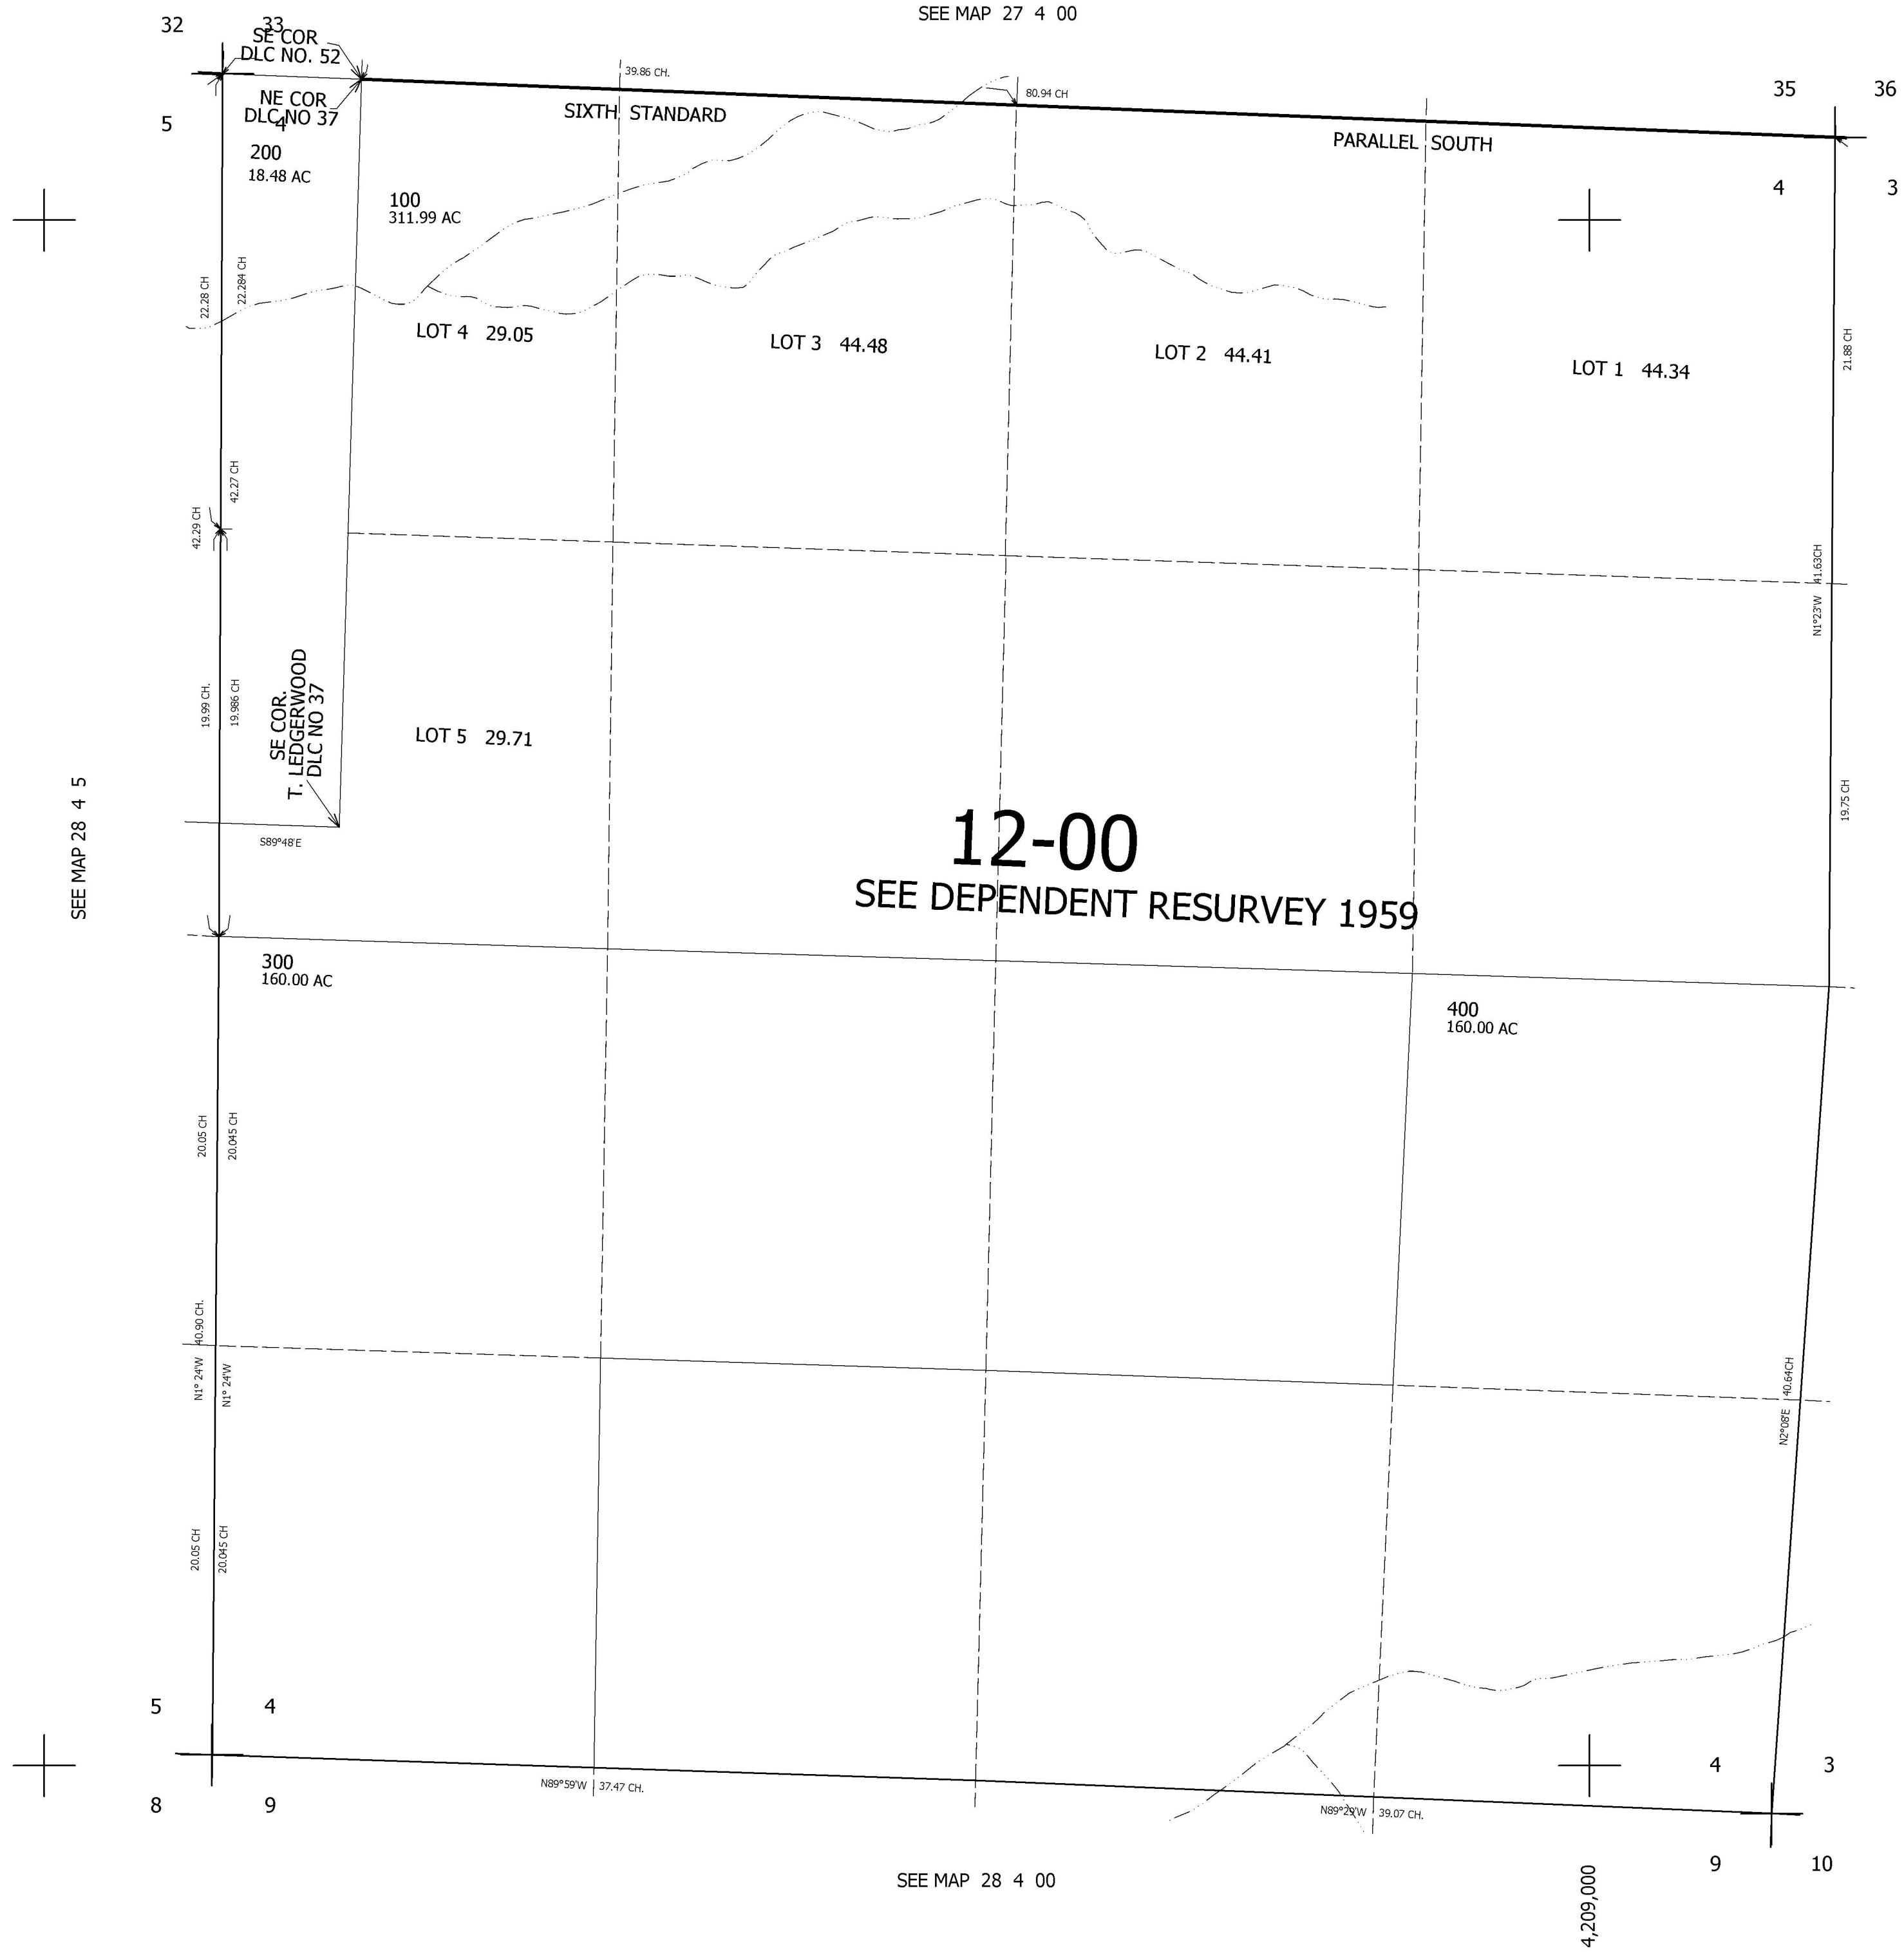 SEE MAP 27 4 00
32
33
SE COR
DLC NO. 52
39.86 CH.
80.94 CH
35
36
NE COR
DLC NO 37
5
4
SIXTH STANDARD
PARALLEL SOUTH
4
3
200
18.48 AC
100
311.99 AC
22.28 CH
22.284 CH
LOT 4 29.05
LOT 3 44.48
LOT 2 44.41
LOT 1 44.34
21.88 CH
42.27 CH
42.29 CH
41.63CH
N1°23'W
19.99 CH.
19.986 CH
SE COR.
T. LEDGERWOOD
DLC NO 37
LOT 5 29.71
19.75 CH
SEE MAP 28 4 5
S89°48'E
12-00
SEE DEPENDENT RESURVEY 1959
300
160.00 AC
400
160.00 AC
20.05 CH
20.045 CH
40.90 CH.
N1° 24'W
N1° 24'W
40.64CH
N2°08'E
20.05 CH
20.045 CH
5
4
4
3
N89°59'W 37.47 CH.
N89°29'W 39.07 CH.
8
9
9
10
SEE MAP 28 4 00
4,209,000